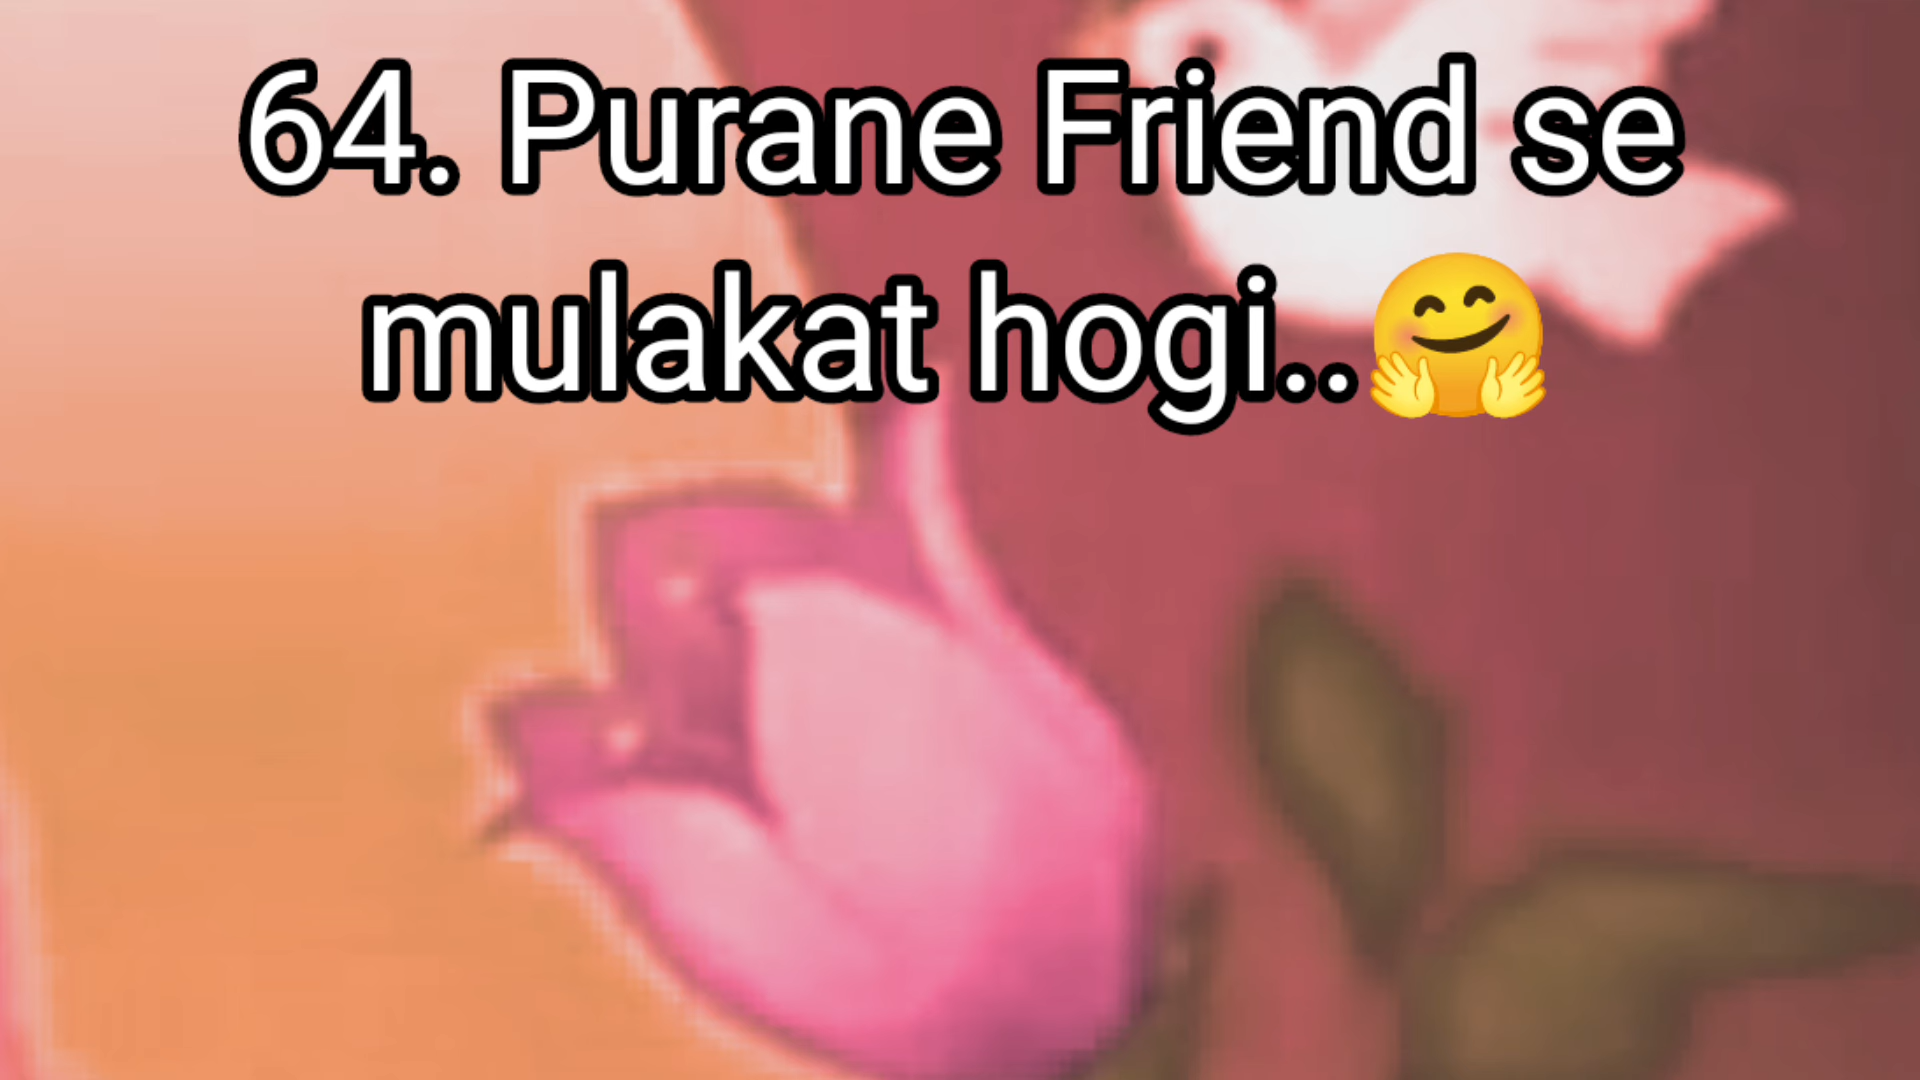 64. Purane Friend se
mulakat hogi..🤗